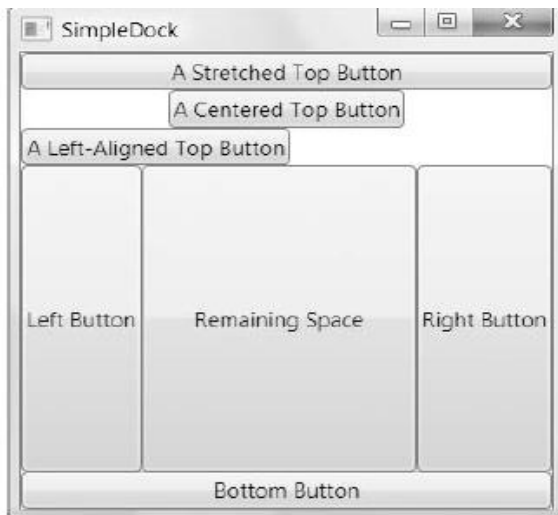 SimpleDock
A Stretched Top Button
A Centered Top Button
A Left-Aligned Top Button
Left Button
Remaining Space
Right Button
Bottom Button